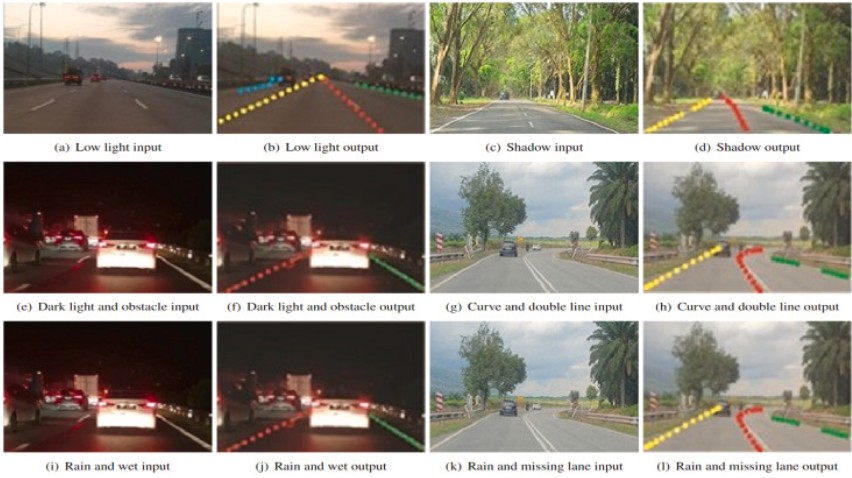 (a) Low light input
(b) Low light output
(c) Shadow input
(d) Shadow output
(e) Dark light and obstacle input
(f) Dark light and obstacle output
(g) Curve and double line input
(h) Curve and double line output
(i) Rain and wet input
(j) Rain and wet output
(k) Rain and missing lane input
(l) Rain and missing lane output